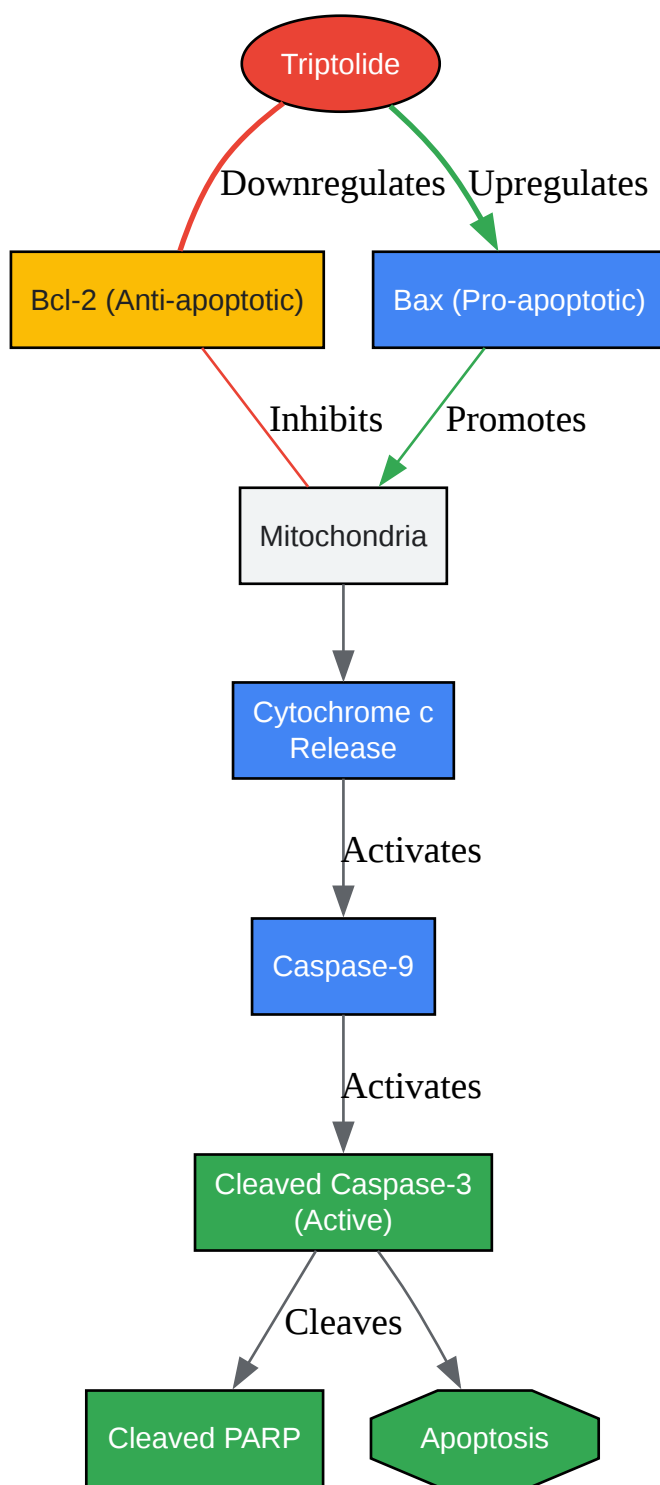 Triptolide
Downregulates
Upregulates
Bcl-2 (Anti-apoptotic)
Bax (Pro-apoptotic)
Inhibits
Promotes
Mitochondria
Cytochrome c
Release
Activates
Caspase-9
Activates
Cleaved Caspase-3
(Active)
Cleaves
Cleaved PARP
Apoptosis